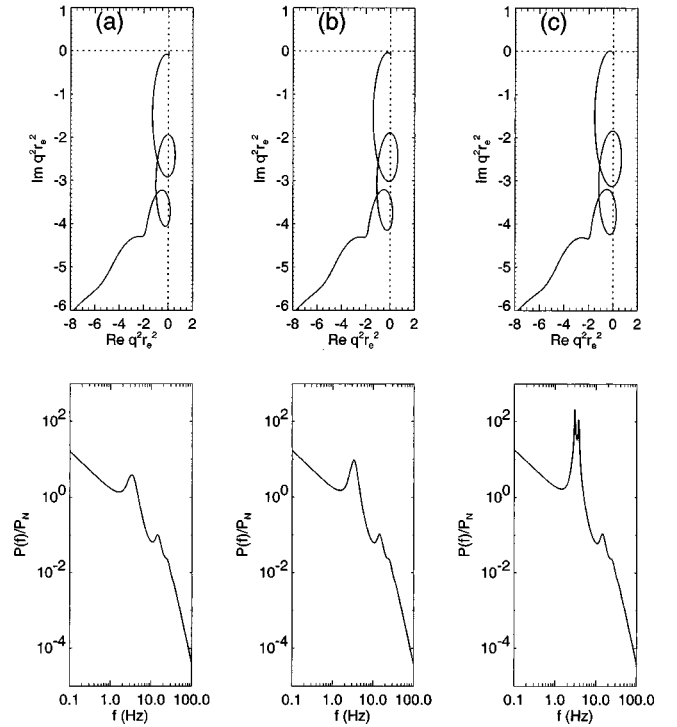 (a) (b) (c)
0 0 0
-1 -1 -1
-2 -2 -2
Im q²rₑ² Im q²rₑ² Im q²rₑ²
-3 -3 -3
-4 -4 -4
-5 -5 -5
-6 -6 -6
-8 -6 -4 -2 0 2 -8 -6 -4 -2 0 2 -8 -6 -4 -2 0 2
Re q²rₑ² Re q²rₑ² Re q²rₑ²
10² 10² 10²
10⁰ 10⁰ 10⁰
P(f)/P_N P(f)/P_N P(f)/P_N
10⁻² 10⁻² 10⁻²
10⁻⁴ 10⁻⁴ 10⁻⁴
0.1 1.0 10.0 100.0 0.1 1.0 10.0 100.0 0.1 1.0 10.0 100.0
f (Hz) f (Hz) f (Hz)